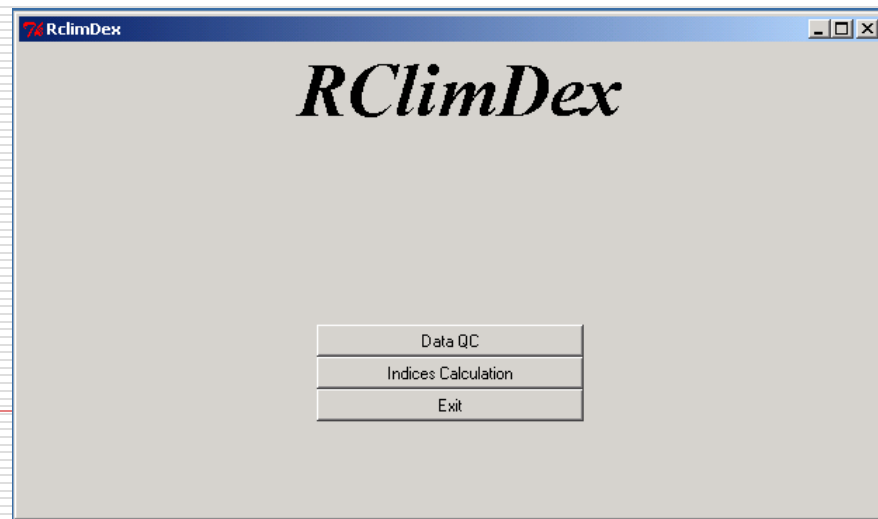 RclimDex
RClimDex
Data QC
Indices Calculation
Exit